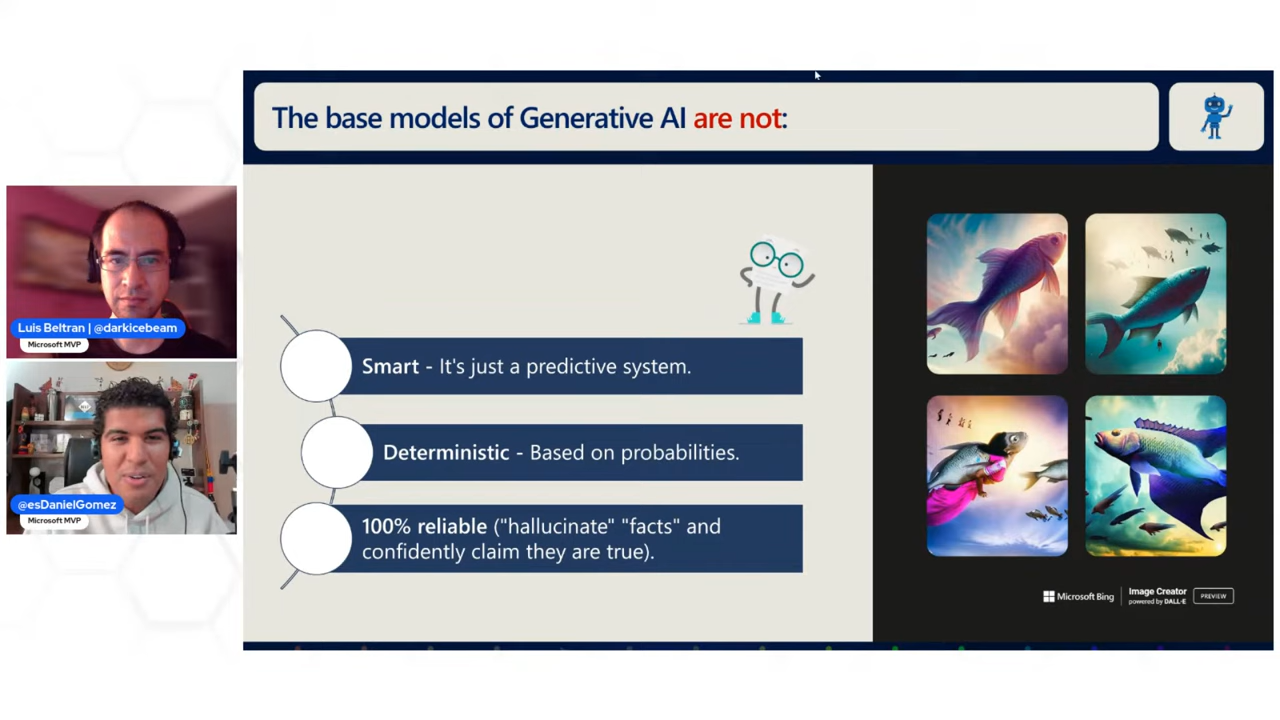 The base models of Generative AI are not:
Luis Beltran | @darkicebeam
Microsoft MVP
@esDanielGomez
Microsoft MVP
Smart - It's just a predictive system.
Deterministic - Based on probabilities.
100% reliable ("hallucinate" "facts" and
confidently claim they are true).
Microsoft Bing
Image Creator
powered by DALL·E
PREVIEW